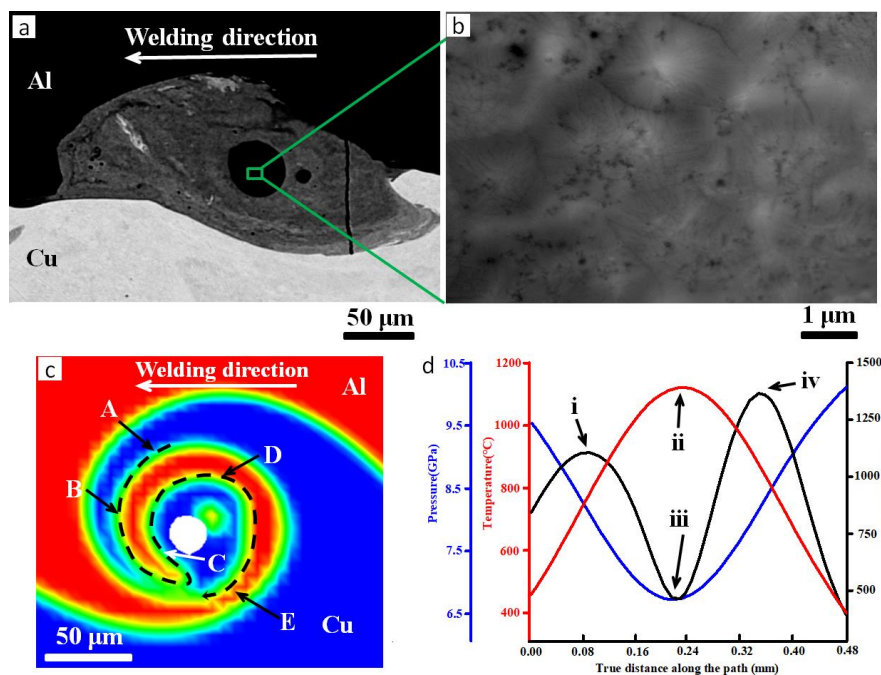 a
Welding direction
Al
Cu
50 μm
b
1 μm
c
Welding direction
Al
A
B
C
D
E
Cu
50 μm
d
10.5
9.5
8.5
7.5
6.5
Pressure(GPa)
1200
1000
800
600
400
Temperature(°C)
i
ii
iii
iv
1500
1300
1000
800
500
0.00 0.08 0.16 0.24 0.32 0.40 0.48
True distance along the path (mm)